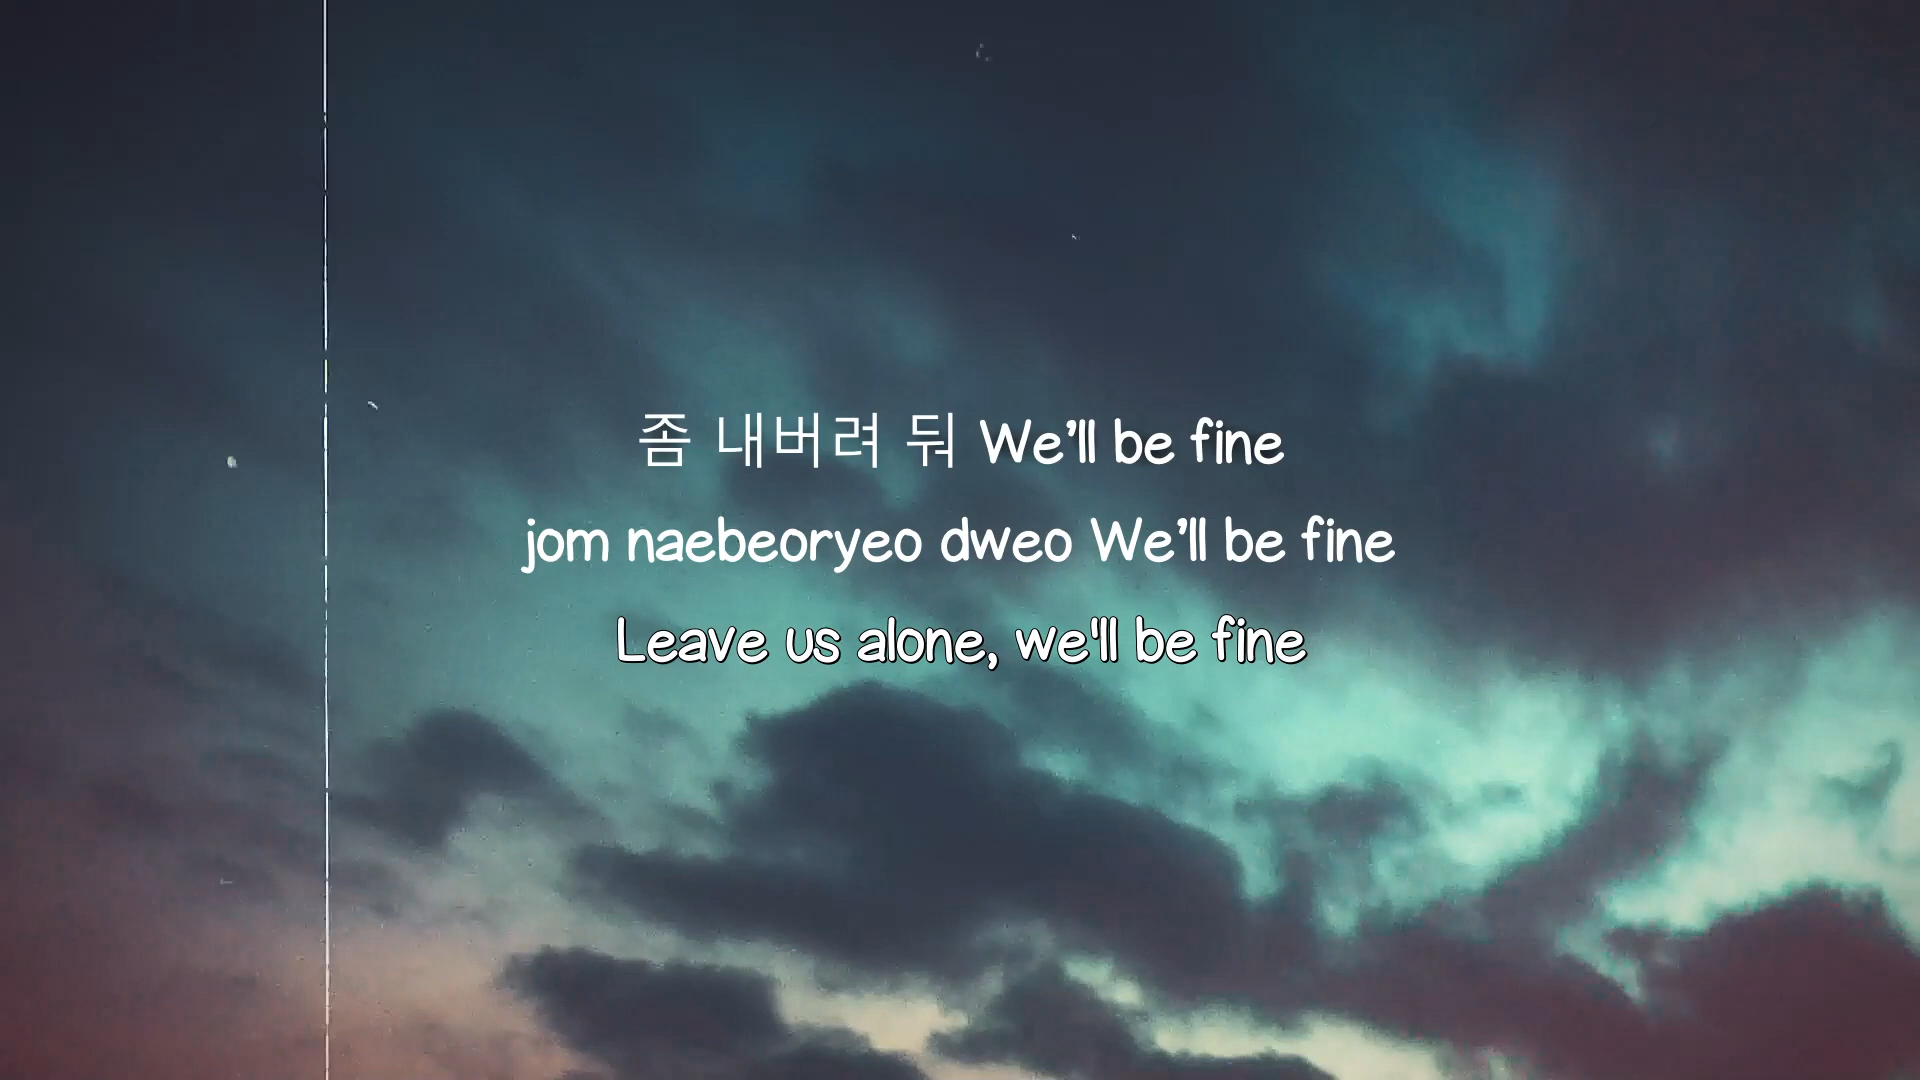 좀 내버려 둬 We’ll be fine
jom naebeoryeo dweo We’ll be fine
Leave us alone, we'll be fine